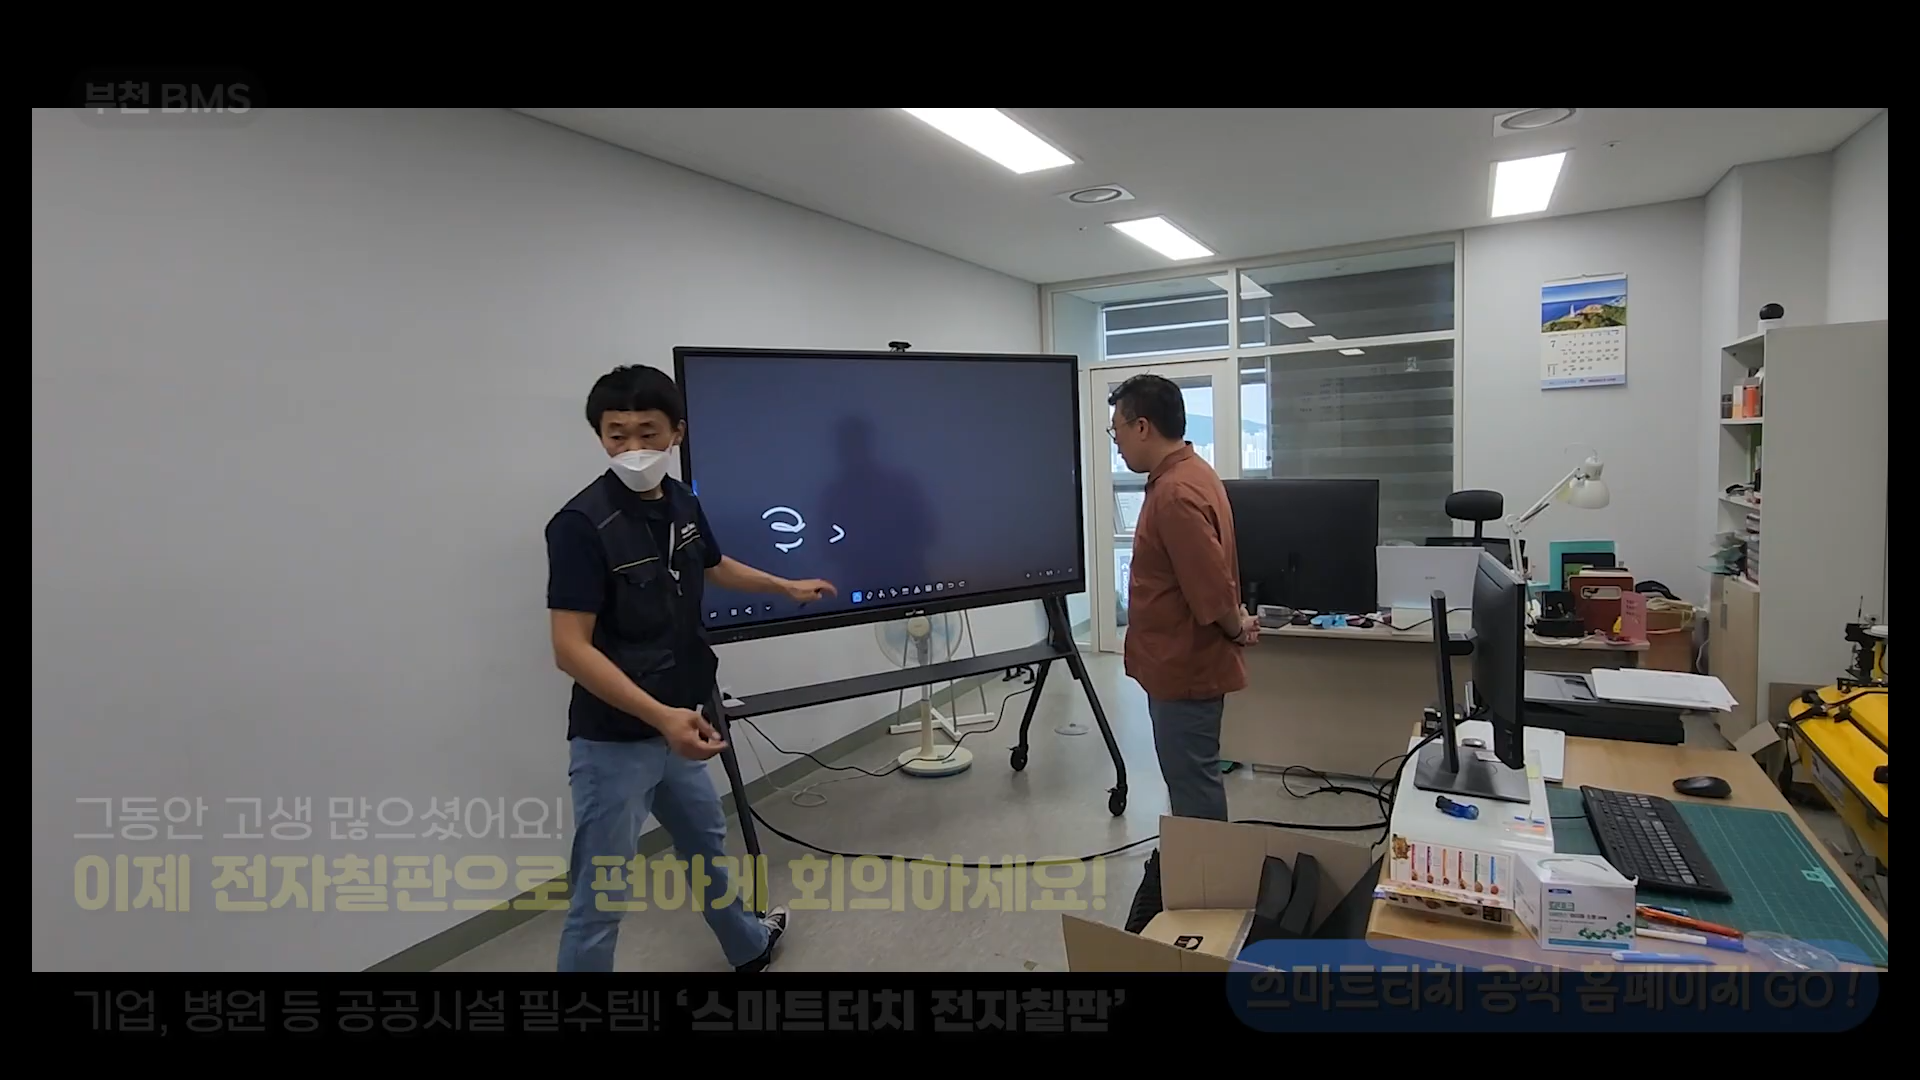 부천 BMS
그동안 고생 많으셨어요!
이제 전자칠판으로 편하게 회의하세요!
기업, 병원 등 공공시설 필수템! ‘스마트터치 전자칠판’
스마트터치 공식 홈페이지 GO!
7